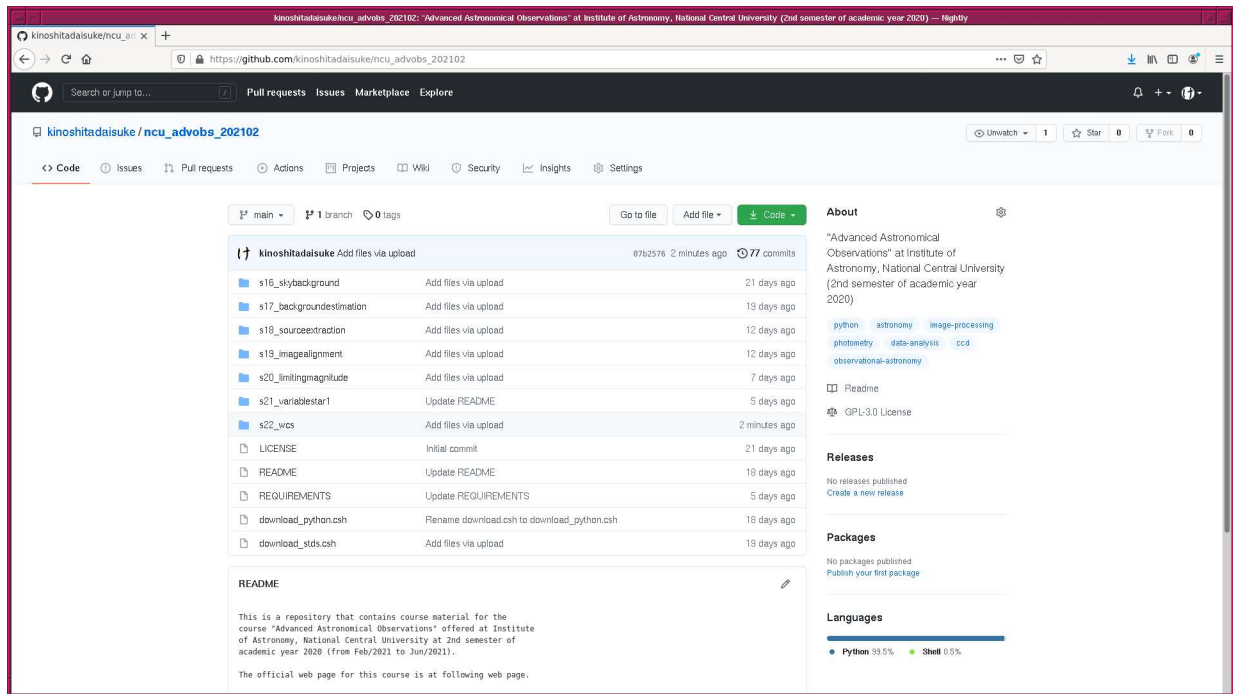 kinoshitadaisuke/ncu_advobs_202102: "Advanced Astronomical Observations" at Institute of Astronomy, National Central University (2nd semester of academic year 2020) — Nightly
kinoshitadaisuke/ncu_ad
https://github.com/kinoshitadaisuke/ncu_advobs_202102
Search or jump to... / Pull requests Issues Marketplace Explore
kinoshitadaisuke / ncu_advobs_202102
Unwatch 1 Star 0 Fork 0
<> Code Issues Pull requests Actions Projects Wiki Security Insights Settings
main 1 branch 0 tags Go to file Add file Code
kinoshitadaisuke Add files via upload 07b2576 2 minutes ago 77 commits
s16_skybackground Add files via upload 21 days ago
s17_backgroundestimation Add files via upload 19 days ago
s18_sourceextraction Add files via upload 12 days ago
s19_imagealignment Add files via upload 12 days ago
s20_limitingmagnitude Add files via upload 7 days ago
s21_variablestar1 Update README 5 days ago
s22_wcs Add files via upload 2 minutes ago
LICENSE Initial commit 21 days ago
README Update README 18 days ago
REQUIREMENTS Update REQUIREMENTS 5 days ago
download_python.csh Rename download.csh to download_python.csh 18 days ago
download_stds.csh Add files via upload 19 days ago
README
This is a repository that contains course material for the
course "Advanced Astronomical Observations" offered at Institute
of Astronomy, National Central University at 2nd semester of
academic year 2020 (from Feb/2021 to Jun/2021).
The official web page for this course is at following web page.
About
"Advanced Astronomical
Observations" at Institute of
Astronomy, National Central University
(2nd semester of academic year
2020)
python astronomy image-processing
photometry data-analysis ccd
observational-astronomy
Readme
GPL-3.0 License
Releases
No releases published
Create a new release
Packages
No packages published
Publish your first package
Languages
Python 99.5% Shell 0.5%